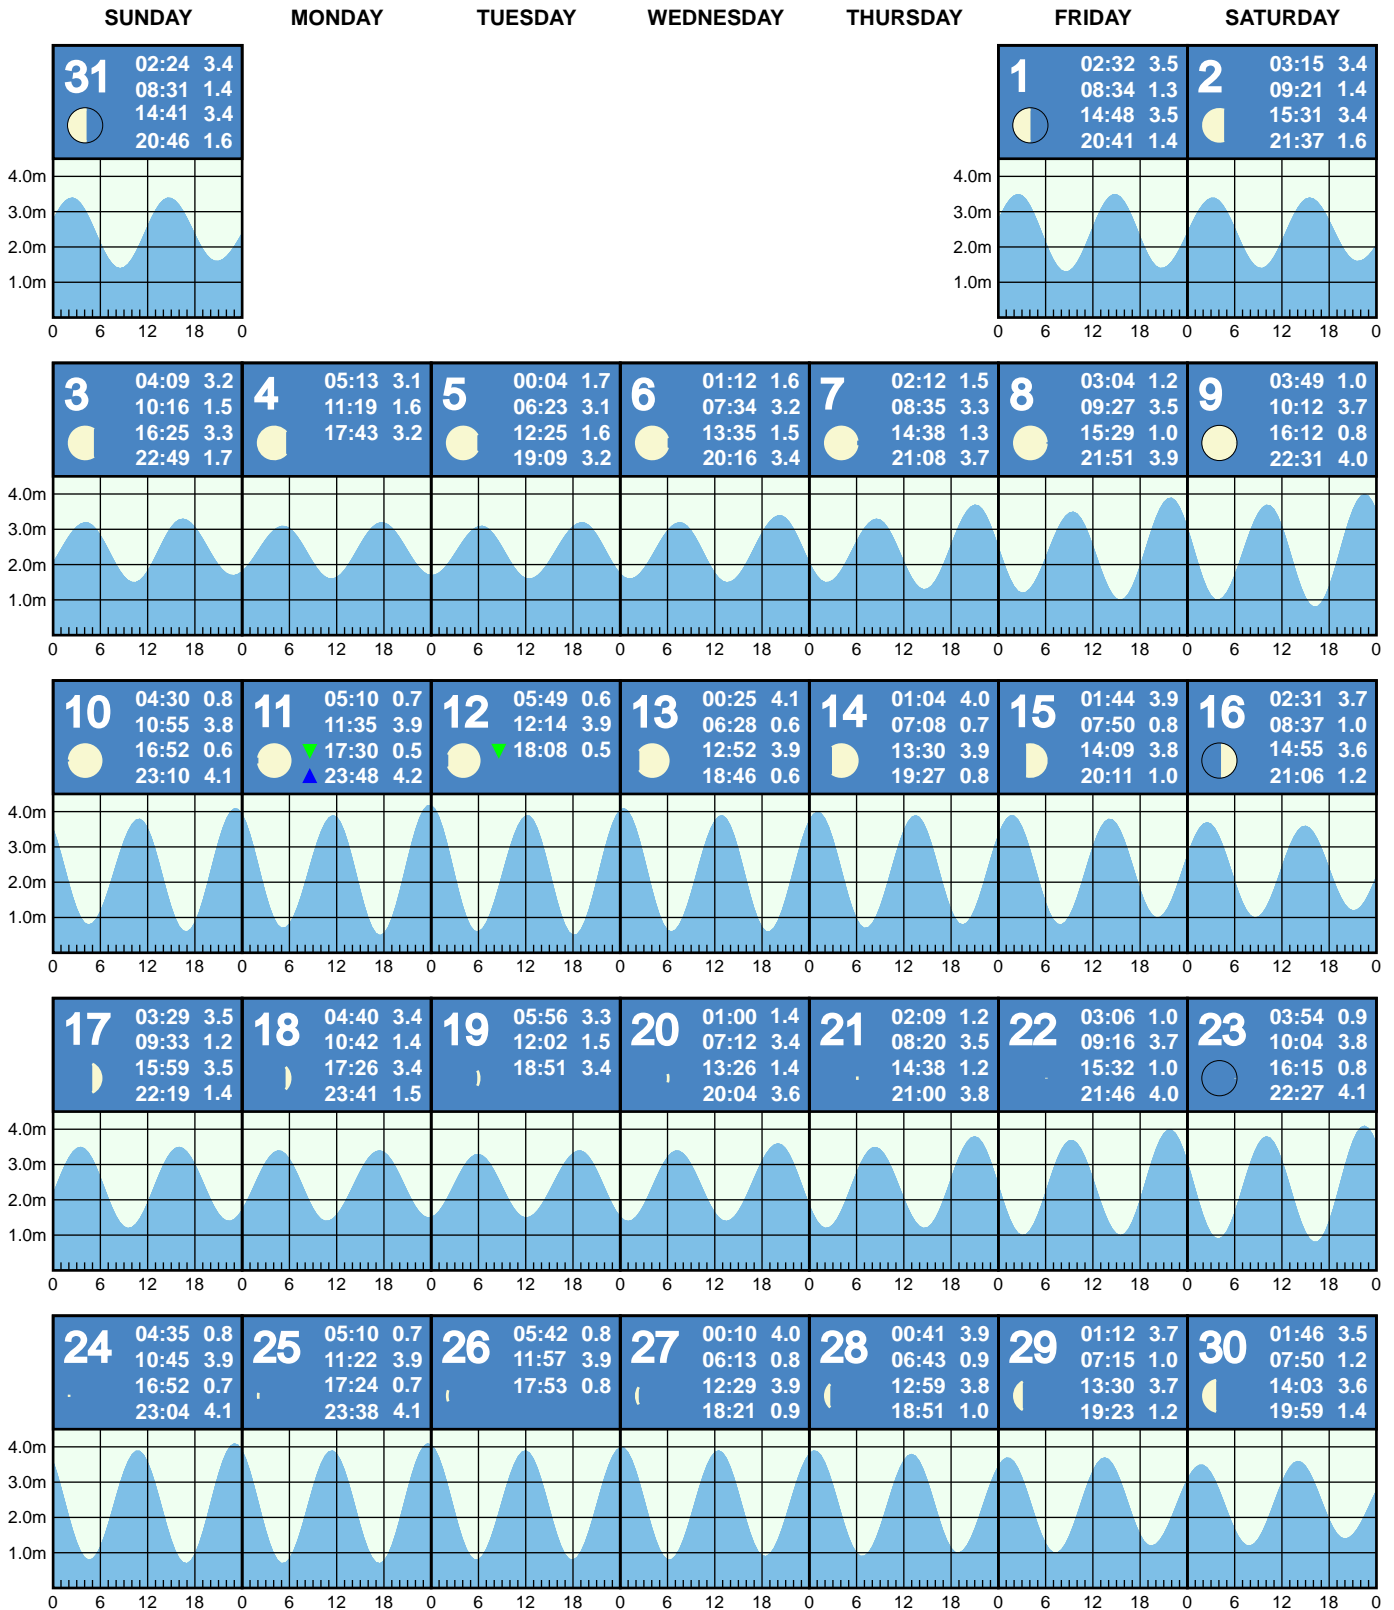 SUNDAY MONDAY TUESDAY WEDNESDAY THURSDAY FRIDAY SATURDAY
31 02:24 3.4
08:31 1.4
14:41 3.4
20:46 1.6
1 02:32 3.5
08:34 1.3
14:48 3.5
20:41 1.4
2 03:15 3.4
09:21 1.4
15:31 3.4
21:37 1.6
4.0m
3.0m
2.0m
1.0m
4.0m
3.0m
2.0m
1.0m
0 6 12 18 0
0 6 12 18 0 6 12 18 0
3 04:09 3.2
10:16 1.5
16:25 3.3
22:49 1.7
4 05:13 3.1
11:19 1.6
17:43 3.2
5 00:04 1.7
06:23 3.1
12:25 1.6
19:09 3.2
6 01:12 1.6
07:34 3.2
13:35 1.5
20:16 3.4
7 02:12 1.5
08:35 3.3
14:38 1.3
21:08 3.7
8 03:04 1.2
09:27 3.5
15:29 1.0
21:51 3.9
9 03:49 1.0
10:12 3.7
16:12 0.8
22:31 4.0
4.0m
3.0m
2.0m
1.0m
0 6 12 18 0 6 12 18 0 6 12 18 0 6 12 18 0 6 12 18 0 6 12 18 0 6 12 18 0
10 04:30 0.8
10:55 3.8
16:52 0.6
23:10 4.1
11 05:10 0.7
11:35 3.9
17:30 0.5
23:48 4.2
12 05:49 0.6
12:14 3.9
18:08 0.5
13 00:25 4.1
06:28 0.6
12:52 3.9
18:46 0.6
14 01:04 4.0
07:08 0.7
13:30 3.9
19:27 0.8
15 01:44 3.9
07:50 0.8
14:09 3.8
20:11 1.0
16 02:31 3.7
08:37 1.0
14:55 3.6
21:06 1.2
4.0m
3.0m
2.0m
1.0m
0 6 12 18 0 6 12 18 0 6 12 18 0 6 12 18 0 6 12 18 0 6 12 18 0 6 12 18 0
17 03:29 3.5
09:33 1.2
15:59 3.5
22:19 1.4
18 04:40 3.4
10:42 1.4
17:26 3.4
23:41 1.5
19 05:56 3.3
12:02 1.5
18:51 3.4
20 01:00 1.4
07:12 3.4
13:26 1.4
20:04 3.6
21 02:09 1.2
08:20 3.5
14:38 1.2
21:00 3.8
22 03:06 1.0
09:16 3.7
15:32 1.0
21:46 4.0
23 03:54 0.9
10:04 3.8
16:15 0.8
22:27 4.1
4.0m
3.0m
2.0m
1.0m
0 6 12 18 0 6 12 18 0 6 12 18 0 6 12 18 0 6 12 18 0 6 12 18 0 6 12 18 0
24 04:35 0.8
10:45 3.9
16:52 0.7
23:04 4.1
25 05:10 0.7
11:22 3.9
17:24 0.7
23:38 4.1
26 05:42 0.8
11:57 3.9
17:53 0.8
27 00:10 4.0
06:13 0.8
12:29 3.9
18:21 0.9
28 00:41 3.9
06:43 0.9
12:59 3.8
18:51 1.0
29 01:12 3.7
07:15 1.0
13:30 3.7
19:23 1.2
30 01:46 3.5
07:50 1.2
14:03 3.6
19:59 1.4
4.0m
3.0m
2.0m
1.0m
0 6 12 18 0 6 12 18 0 6 12 18 0 6 12 18 0 6 12 18 0 6 12 18 0 6 12 18 0